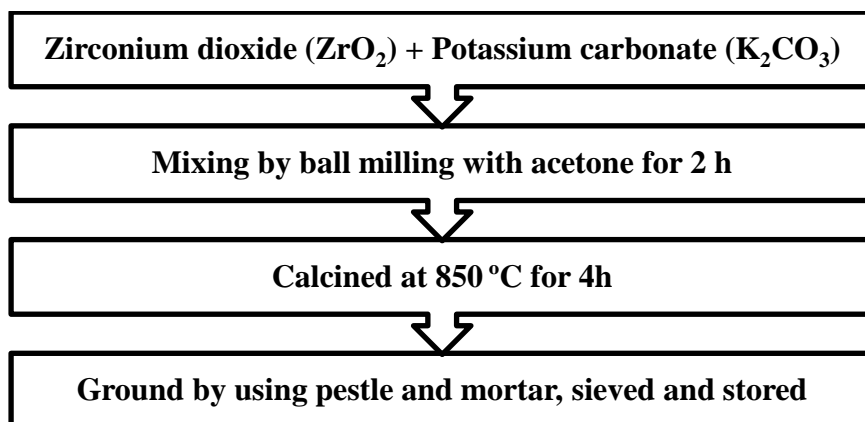 Zirconium dioxide (ZrO₂) + Potassium carbonate (K₂CO₃)
Mixing by ball milling with acetone for 2 h
Calcined at 850 ºC for 4h
Ground by using pestle and mortar, sieved and stored